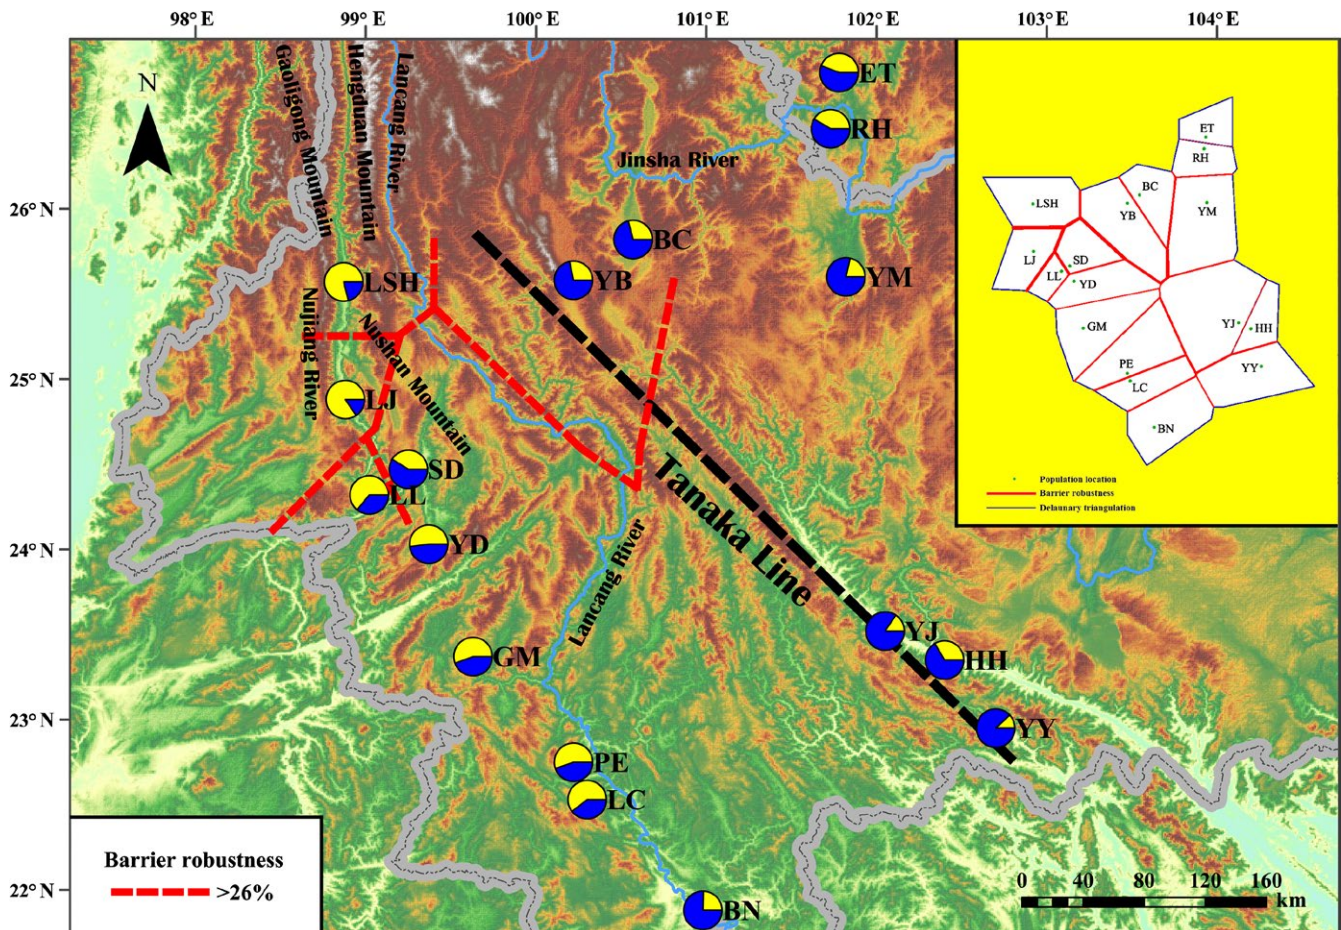 98° E
99° E
100° E
101° E
102° E
103° E
104° E
26° N
25° N
24° N
23° N
22° N
N
Gaoligong Mountain
Hengduan Mountain
Lancang River
Jinsha River
ET
RH
BC
YB
YM
LSH
Nujiang River
Nushan Mountain
LJ
SD
LL
YD
Tanaka Line
Lancang River
GM
YJ
HH
YY
PE
LC
BN
ET
RH
BC
LSH
YB
YM
LJ
SD
LL
YD
GM
YJ
HH
PE
YY
LC
BN
Population location
Barrier robustness
Delaunary triangulation
Barrier robustness
>26%
0 40 80 120 160
km